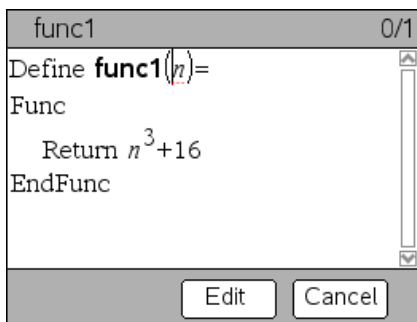 func1 0/1
Define func1(n)=
Func
Return n³+16
EndFunc
Edit Cancel